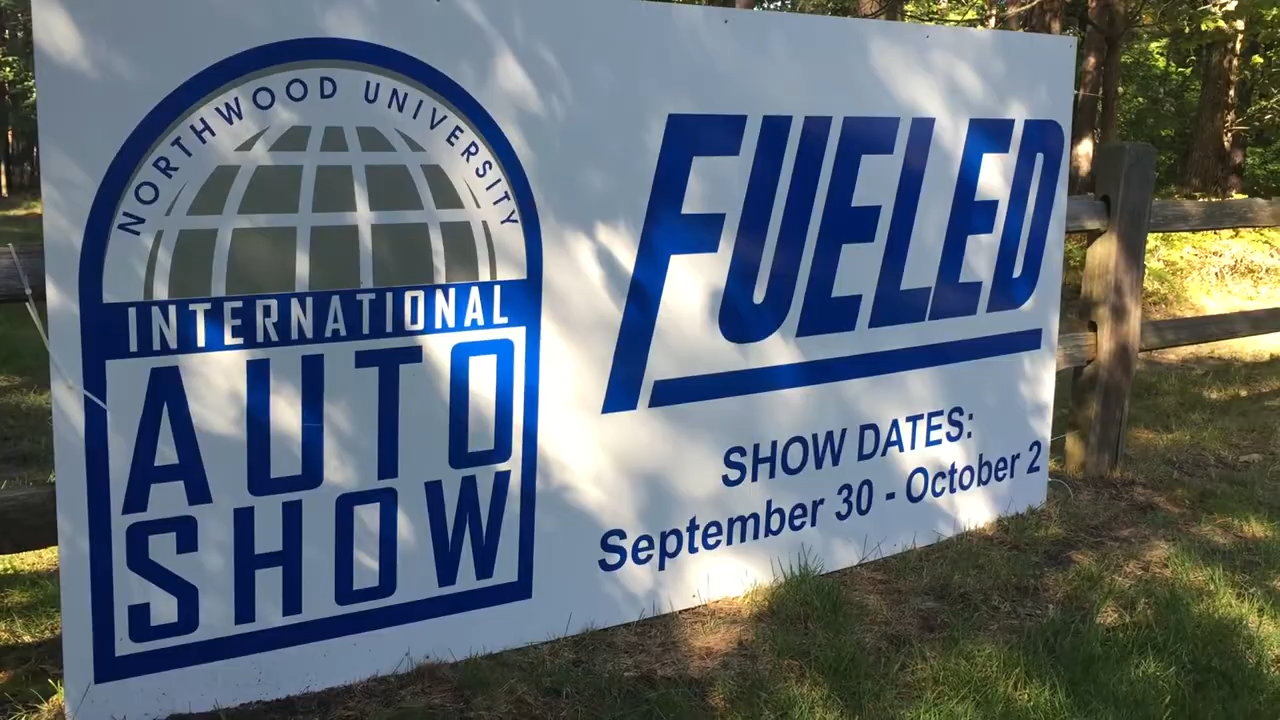 NORTHWOOD UNIVERSITY
INTERNATIONAL
AUTO
SHOW
FUELED
SHOW DATES:
September 30 - October 2